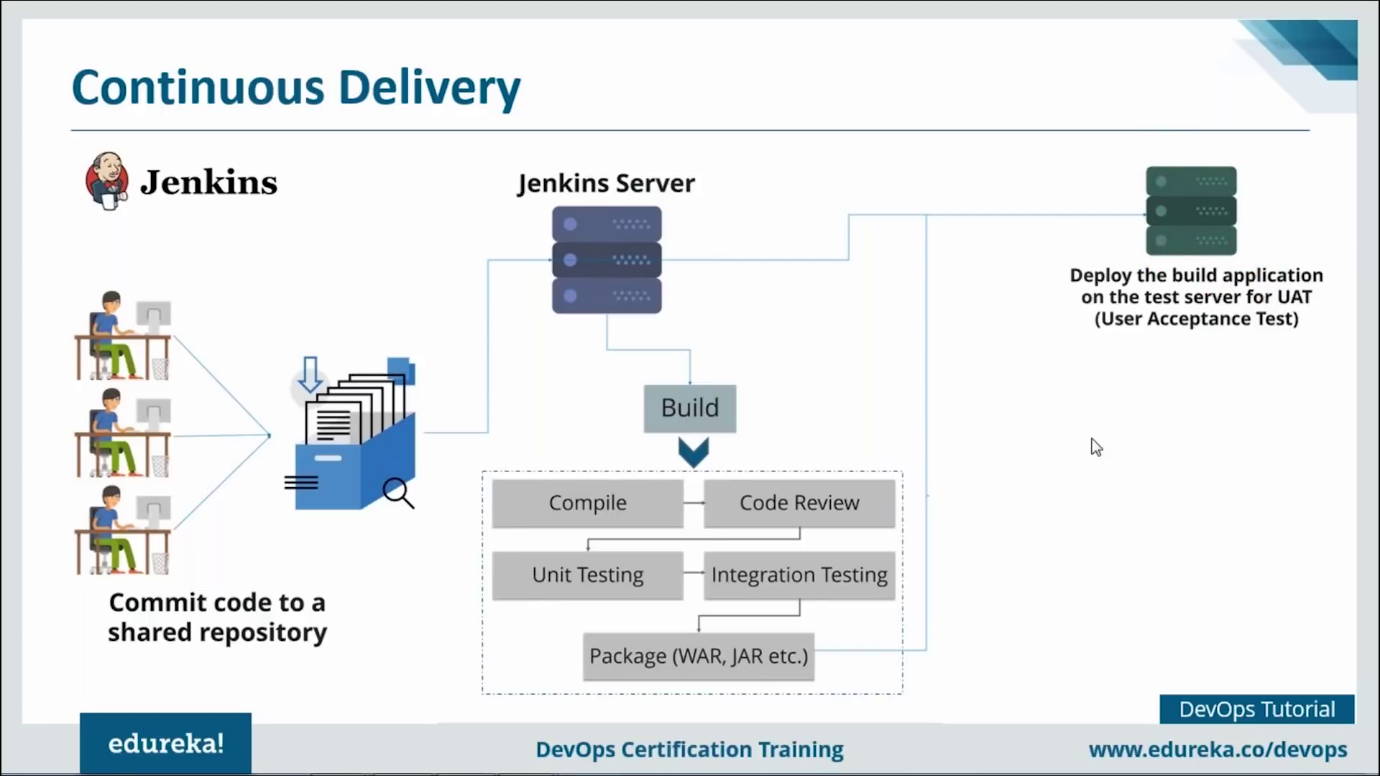 Continuous Delivery
Jenkins
Jenkins Server
Deploy the build application
on the test server for UAT
(User Acceptance Test)
Build
Compile
Code Review
Unit Testing
Integration Testing
Package (WAR, JAR etc.)
Commit code to a
shared repository
DevOps Tutorial
edureka!
DevOps Certification Training
www.edureka.co/devops